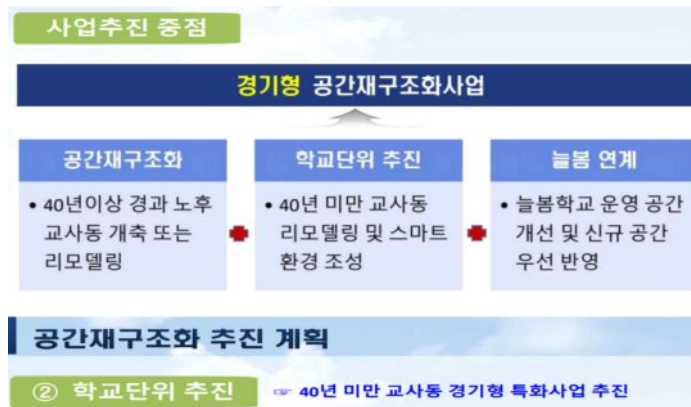 사업추진 중점
경기형 공간재구조화사업
공간재구조화
• 40년이상 경과 노후
교사동 개축 또는
리모델링
학교단위 추진
• 40년 미만 교사동
리모델링 및 스마트
환경 조성
늘봄 연계
• 늘봄학교 운영 공간
개선 및 신규 공간
우선 반영
공간재구조화 추진 계획
② 학교단위 추진 ☞ 40년 미만 교사동 경기형 특화사업 추진